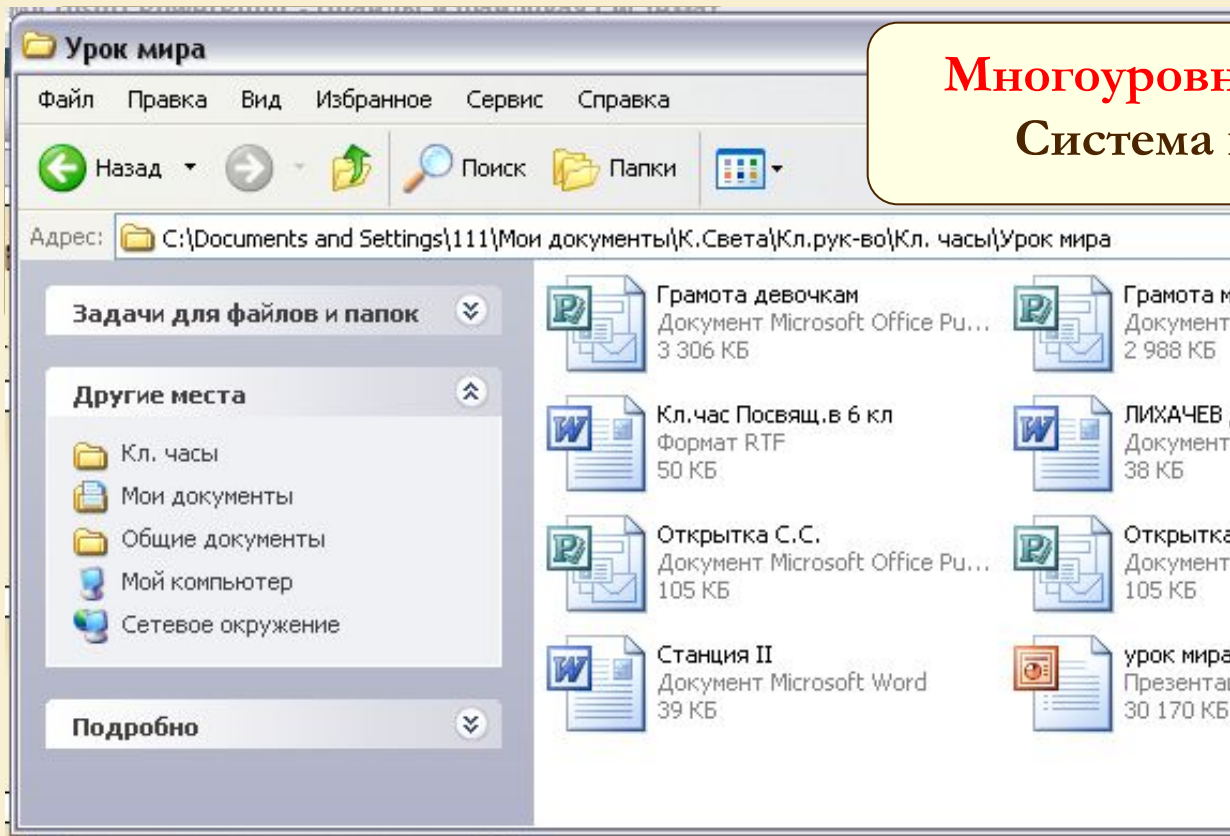 Урок мира
Многоуровн
Система
Файл Правка Вид Избранное Сервис Справка
Назад Поиск Папки
Адрес: C:\Documents and Settings\111\Мои документы\К.Света\Кл.рук-во\Кл. часы\Урок мира
Задачи для файлов и папок
Другие места
Кл. часы
Мои документы
Общие документы
Мой компьютер
Сетевое окружение
Подробно
Грамота девочкам
Документ Microsoft Office Pu...
3 306 КБ
Грамота м
Документ
2 988 КБ
Кл.час Посвящ.в 6 кл
Формат RTF
50 КБ
ЛИХАЧЕВ
Документ
38 КБ
Открытка С.С.
Документ Microsoft Office Pu...
105 КБ
Открытка
Документ
105 КБ
Станция II
Документ Microsoft Word
39 КБ
урок мира
Презента
30 170 КБ